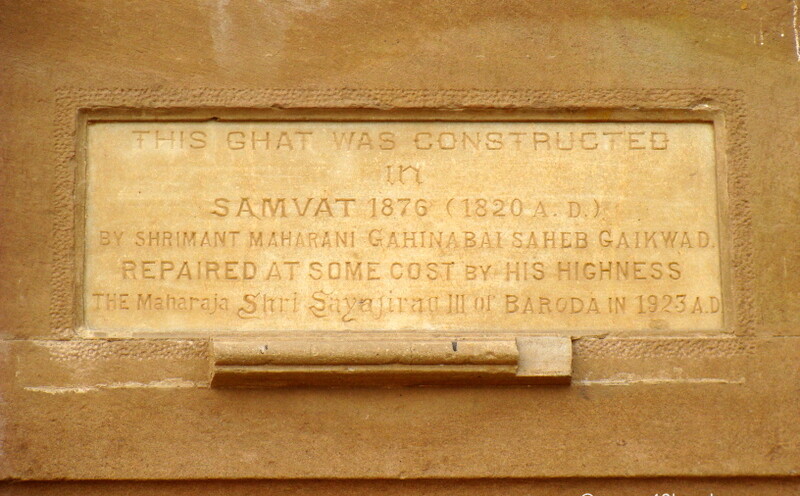 THIS GHAT WAS CONSTRUCTED
in
SAMVAT 1876 (1820 A. D.)
BY SHRIMANT MAHARANI GAHINABAI SAHEB GAIKWAD.
REPAIRED AT SOME COST BY HIS HIGHNESS
THE Maharaja Shri Sayajirao III of BARODA IN 1923 A.D